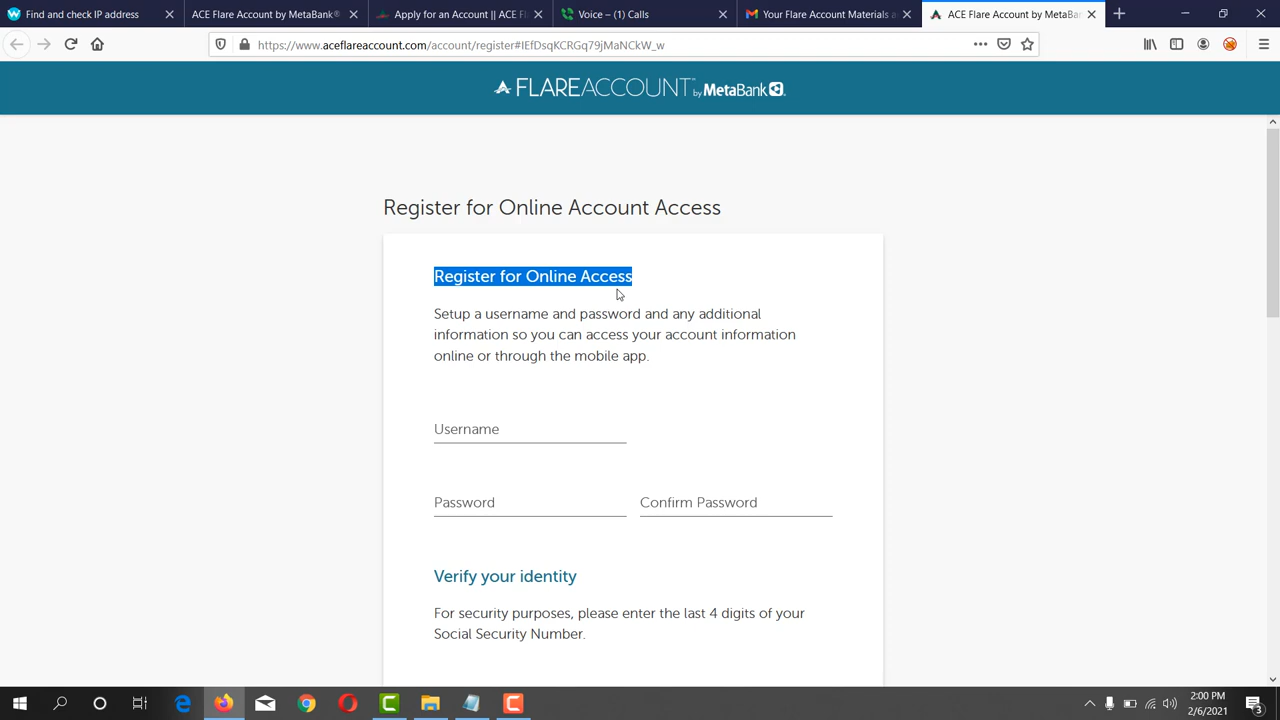 Find and check IP address
ACE Flare Account by MetaBank®
Apply for an Account || ACE Fl
Voice – (1) Calls
Your Flare Account Materials a
ACE Flare Account by MetaBa
https://www.aceflareaccount.com/account/register#IEfDsqKCRGq79jMaNCkW_w
FLAREACCOUNT™ by MetaBank
Register for Online Account Access
Register for Online Access
Setup a username and password and any additional
information so you can access your account information
online or through the mobile app.
Username
Password
Confirm Password
Verify your identity
For security purposes, please enter the last 4 digits of your
Social Security Number.
2:00 PM
2/6/2021
3